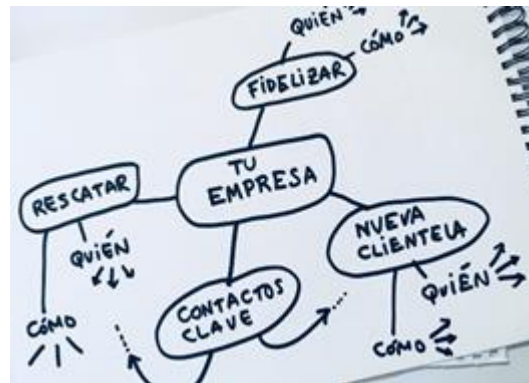 QUIÉN
CÓMO
FIDELIZAR
TU
EMPRESA
RESCATAR
QUIÉN
CÓMO
NUEVA
CLIENTELA
QUIÉN
CÓMO
CONTACTOS
CLAVE